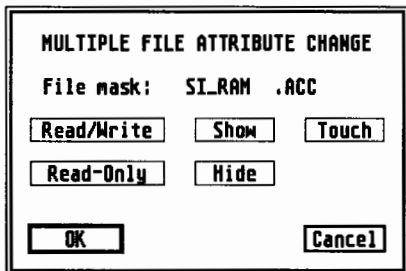 MULTIPLE FILE ATTRIBUTE CHANGE
File mask: SI_RAM .ACC
Read/Write Show Touch
Read-Only Hide
OK Cancel